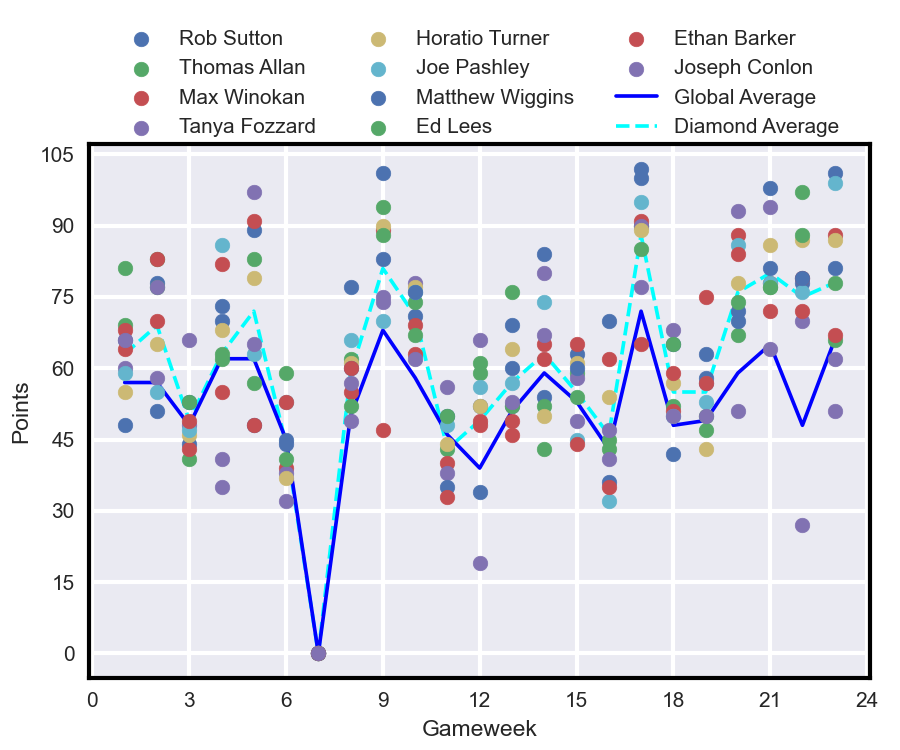 Rob Sutton Horatio Turner Ethan Barker
Thomas Allan Joe Pashley Joseph Conlon
Max Winokan Matthew Wiggins Global Average
Tanya Fozzard Ed Lees Diamond Average
105
90
75
60
45
30
15
0
Points
0 3 6 9 12 15 18 21 24
Gameweek